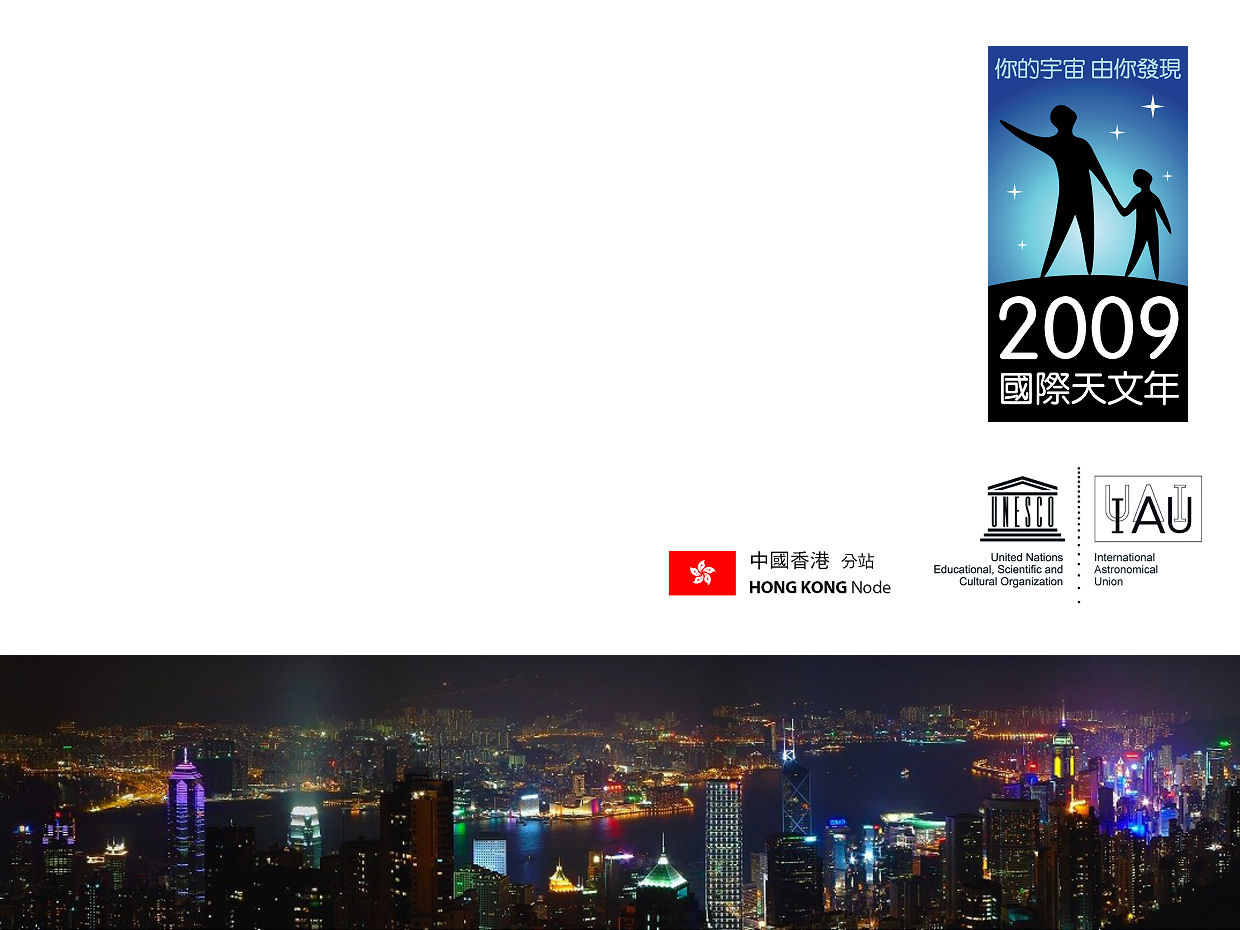 你的宇宙 由你發現
2009
國際天文年
UNESCO
IAU
United Nations
Educational, Scientific and
Cultural Organization
International
Astronomical
Union
中國香港 分站
HONG KONG Node